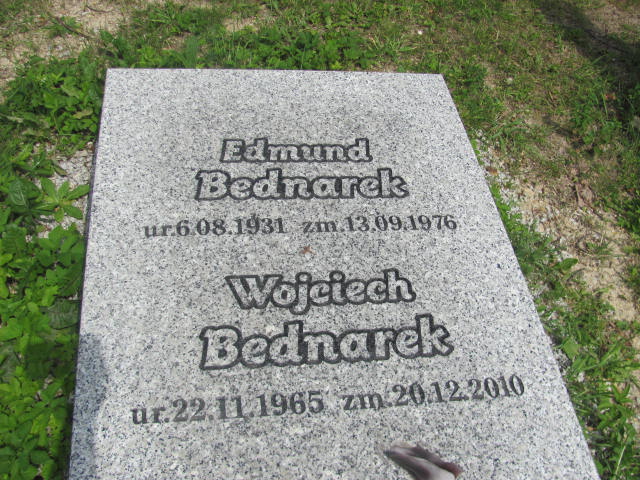 Edmund
Bednarek
ur.6.08.1931 zm.13.09.1976
Wojciech
Bednarek
ur.22.11.1965 zm.20.12.2010